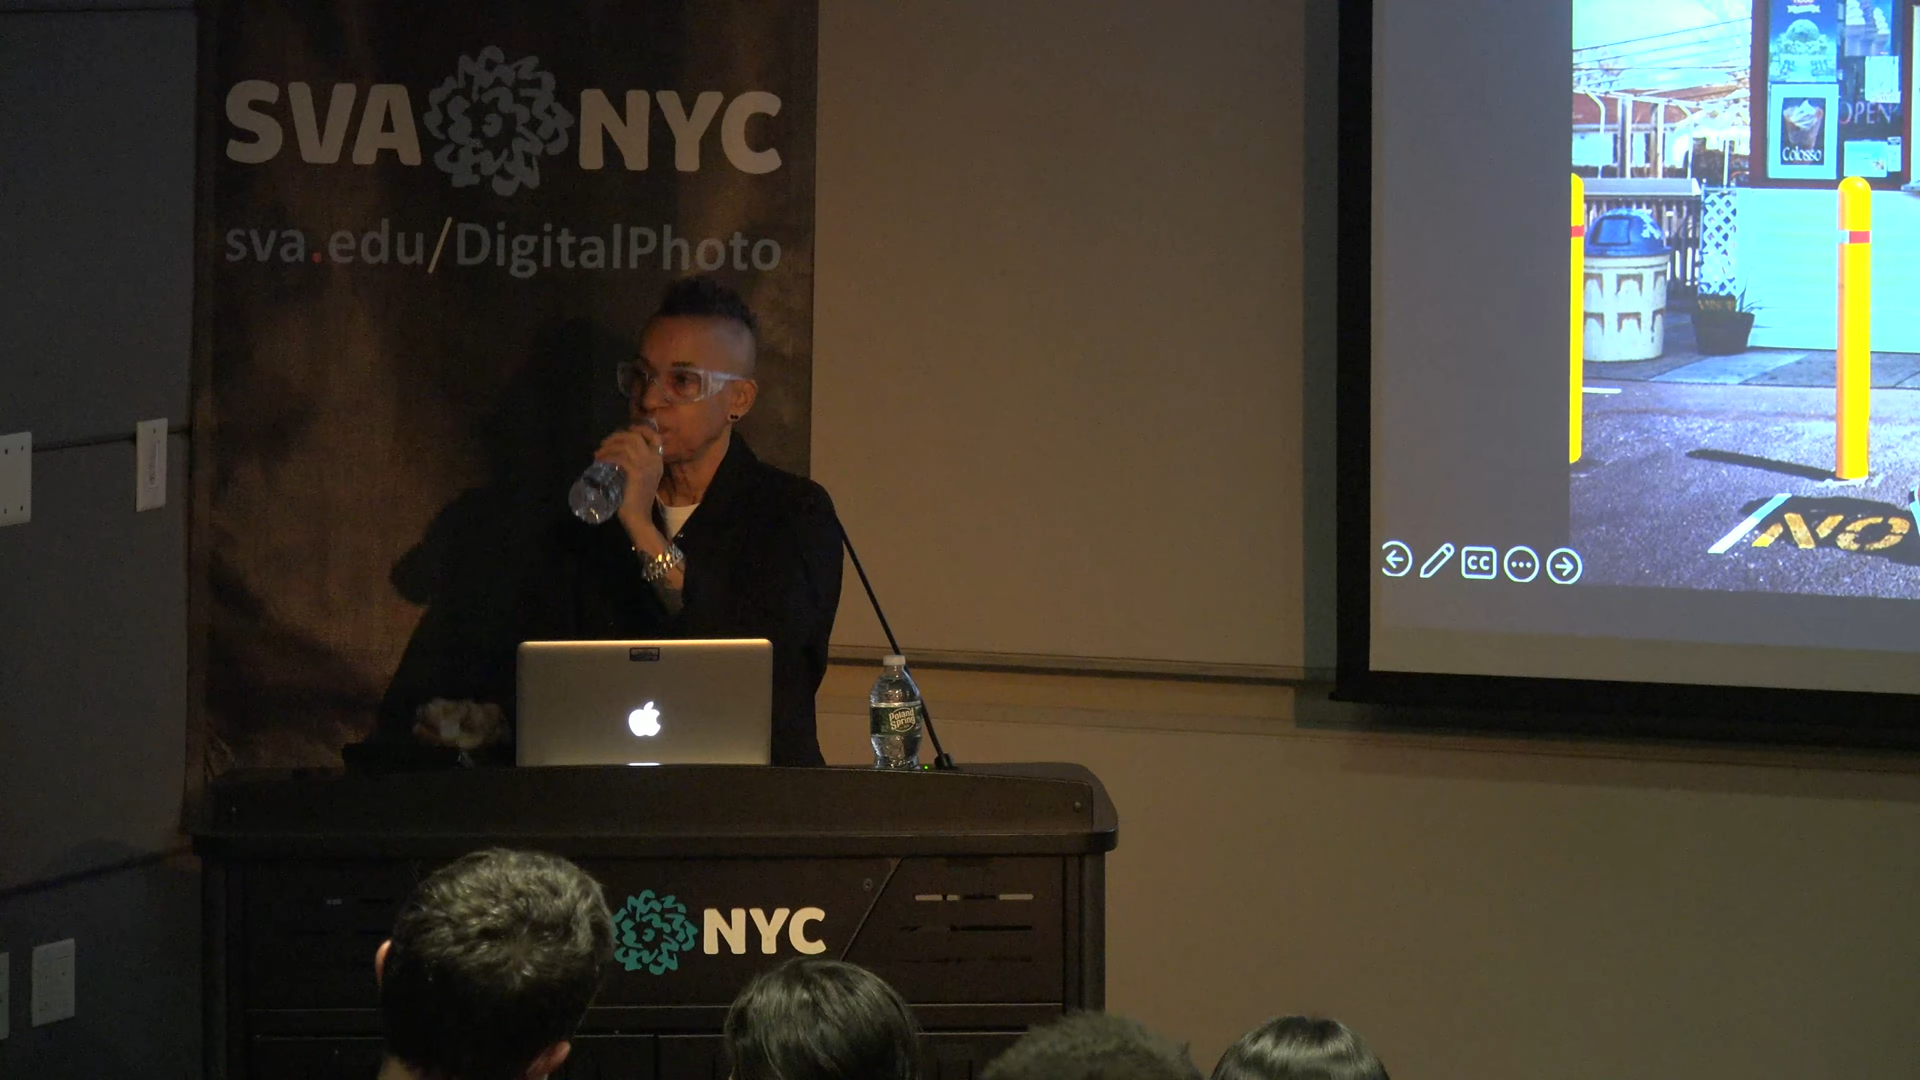 SVA NYC
sva.edu/DigitalPhoto
OPEN
Colosso
NO
CC
Poland
Spring
NYC